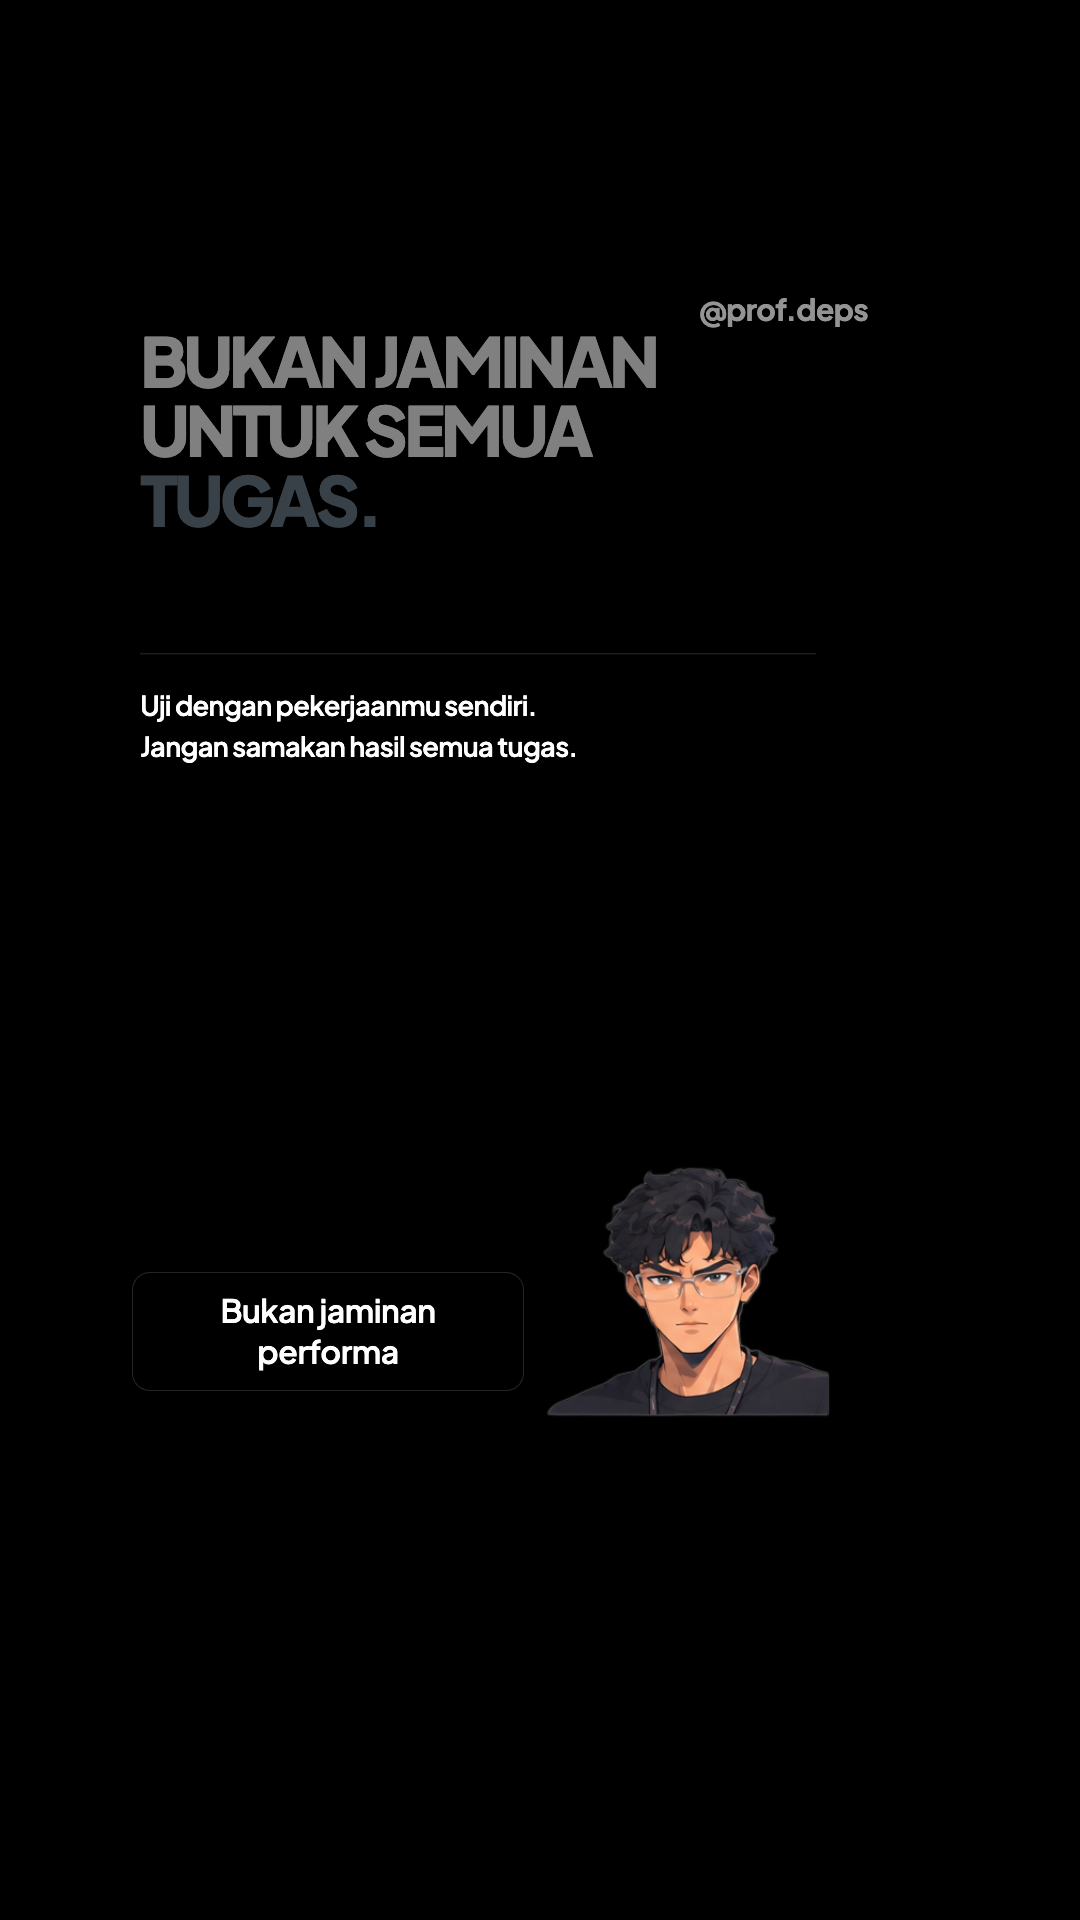 @prof.deps
BUKAN JAMINAN
UNTUK SEMUA
TUGAS.
Uji dengan pekerjaanmu sendiri.
Jangan samakan hasil semua tugas.
Bukan jaminan
performa